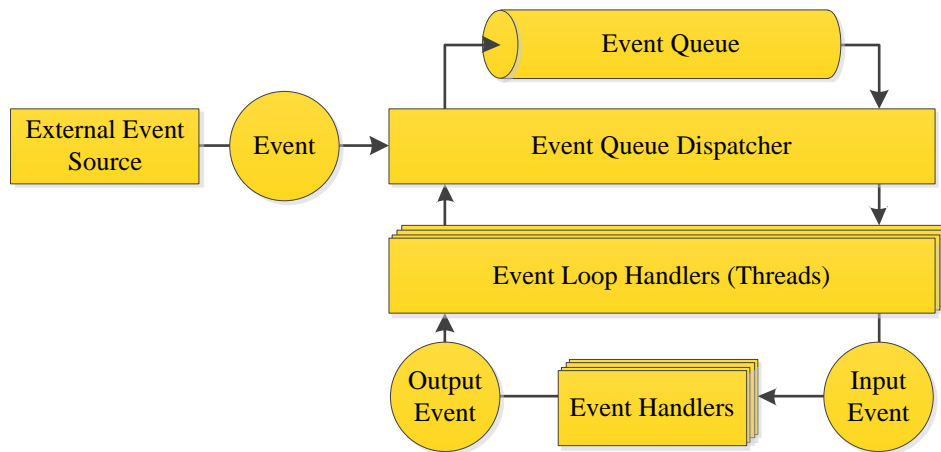 Event Queue
External Event
Source
Event
Event Queue Dispatcher
Event Loop Handlers (Threads)
Output
Event
Event Handlers
Input
Event